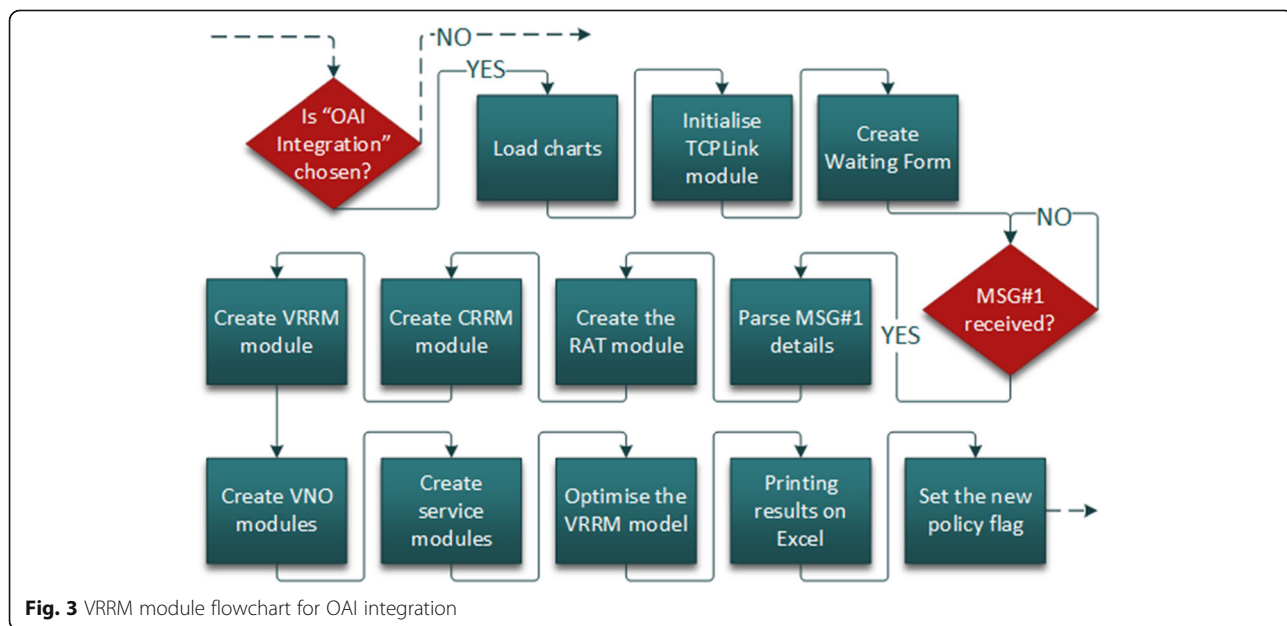 NO
YES
Is "OAI
Integration"
chosen?
Load charts
Initialise
TCPLink
module
Create
Waiting Form
NO
MSG#1
received?
YES
Parse MSG#1
details
Create the
RAT module
Create CRRM
module
Create VRRM
module
Create VNO
modules
Create
service
modules
Optimise the
VRRM model
Printing
results on
Excel
Set the new
policy flag
Fig. 3 VRRM module flowchart for OAI integration